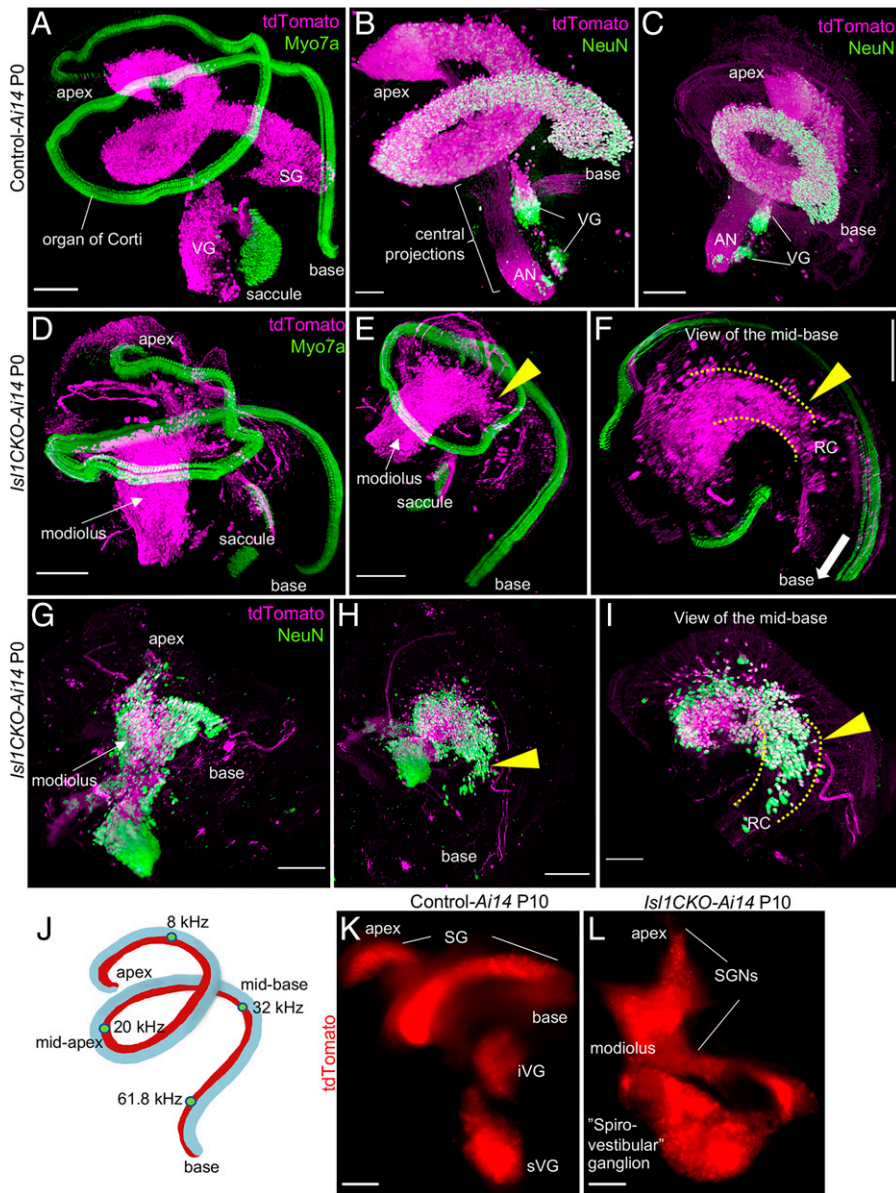 Control-Ai14 P0
A
tdTomato
Myo7a
apex
SG
organ of Corti
VG
saccule
base
B
tdTomato
NeuN
apex
base
central
projections
VG
AN
C
tdTomato
NeuN
apex
base
AN
VG
Isl1CKO-Ai14 P0
D
tdTomato
Myo7a
apex
modiolus
saccule
base
E
modiolus
saccule
base
F
View of the mid-base
RC
base
Isl1CKO-Ai14 P0
G
tdTomato
NeuN
apex
modiolus
base
H
base
I
View of the mid-base
RC
J
8 kHz
apex
mid-base
32 kHz
20 kHz
mid-apex
61.8 kHz
base
Control-Ai14 P10
tdTomato
K
apex
SG
base
iVG
sVG
Isl1CKO-Ai14 P10
L
apex
SGNs
modiolus
"Spiro-
vestibular"
ganglion